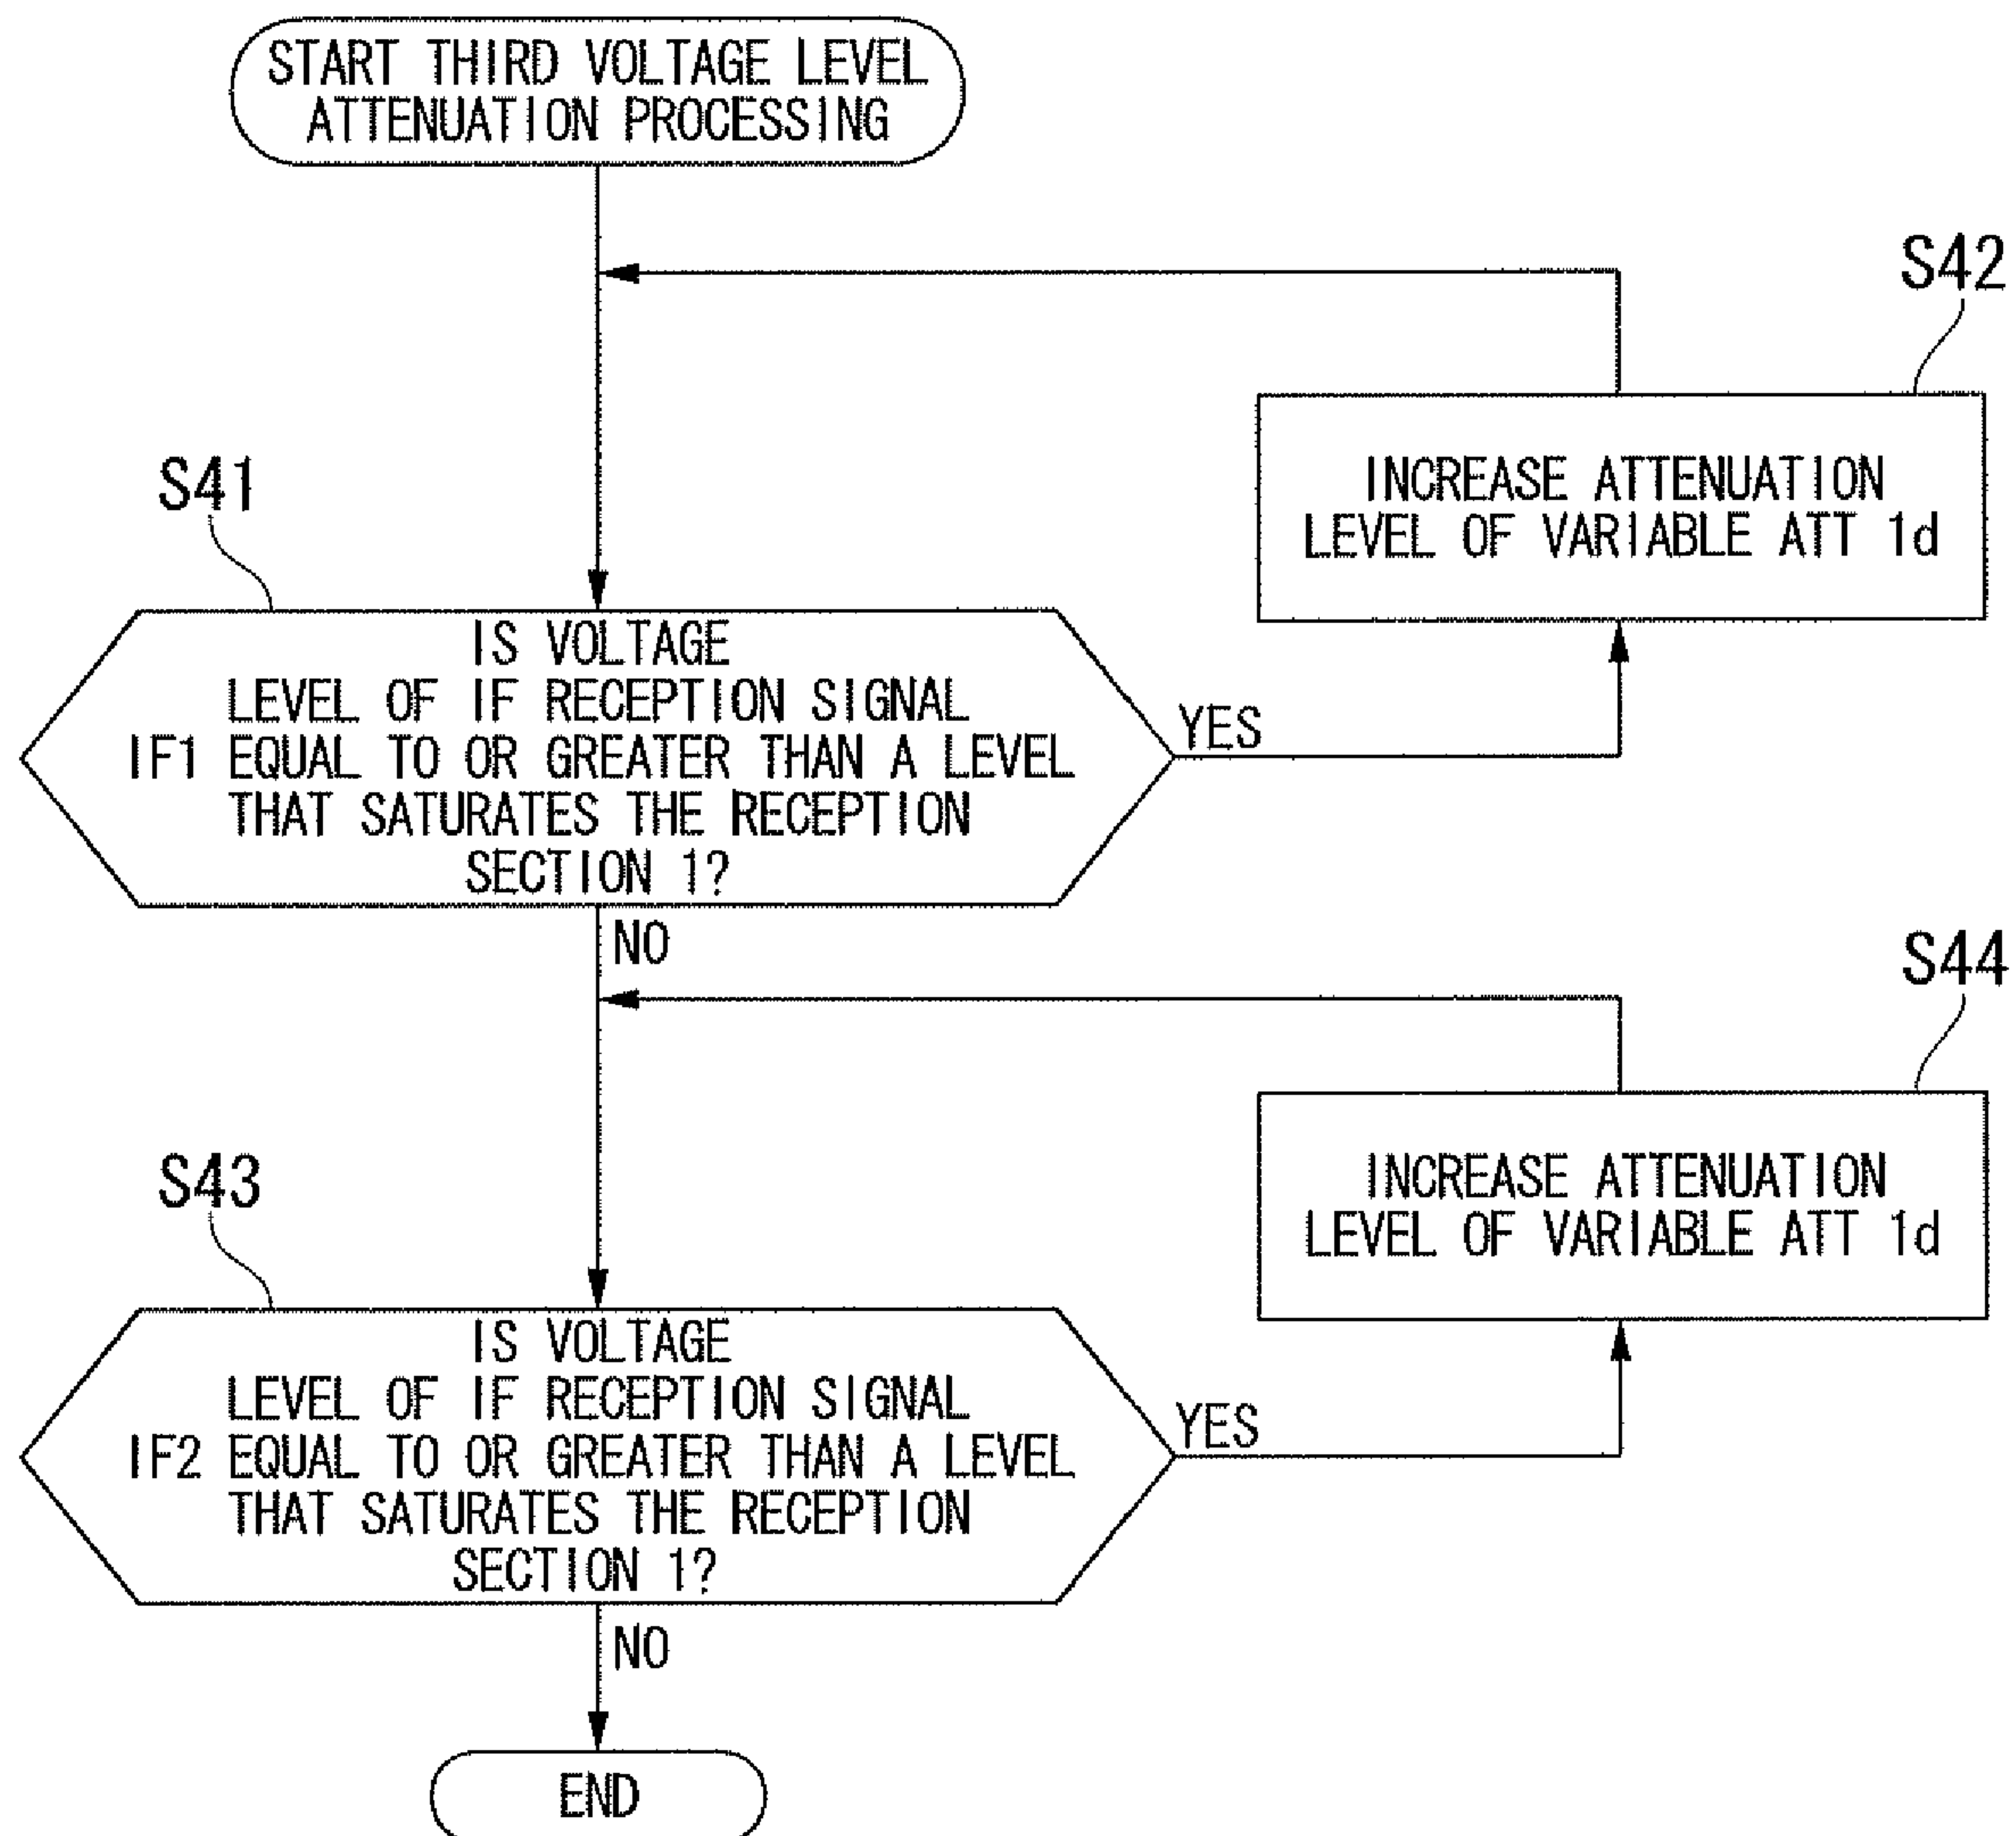 START THIRD VOLTAGE LEVEL
ATTENUATION PROCESSING
S42
INCREASE ATTENUATION
LEVEL OF VARIABLE ATT 1d
S41
IS VOLTAGE
LEVEL OF IF RECEPTION SIGNAL
IF1 EQUAL TO OR GREATER THAN A LEVEL
THAT SATURATES THE RECEPTION
SECTION 1?
YES
NO
S44
INCREASE ATTENUATION
LEVEL OF VARIABLE ATT 1d
S43
IS VOLTAGE
LEVEL OF IF RECEPTION SIGNAL
IF2 EQUAL TO OR GREATER THAN A LEVEL
THAT SATURATES THE RECEPTION
SECTION 1?
YES
NO
END